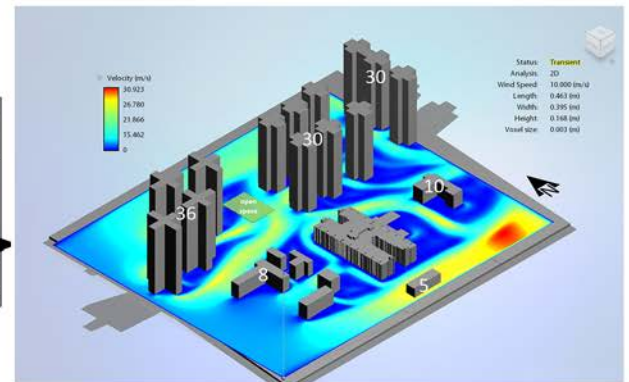 Velocity (m/s)
30.923
26.780
23.866
15.462
0
Status: Transient
Analysis: 2D
Wind Speed: 10.000 (m/s)
Length: 0.463 (m)
Width: 0.395 (m)
Height: 0.168 (m)
Voxel size: 0.003 (m)
30
30
10
open
space
36
8
5
N